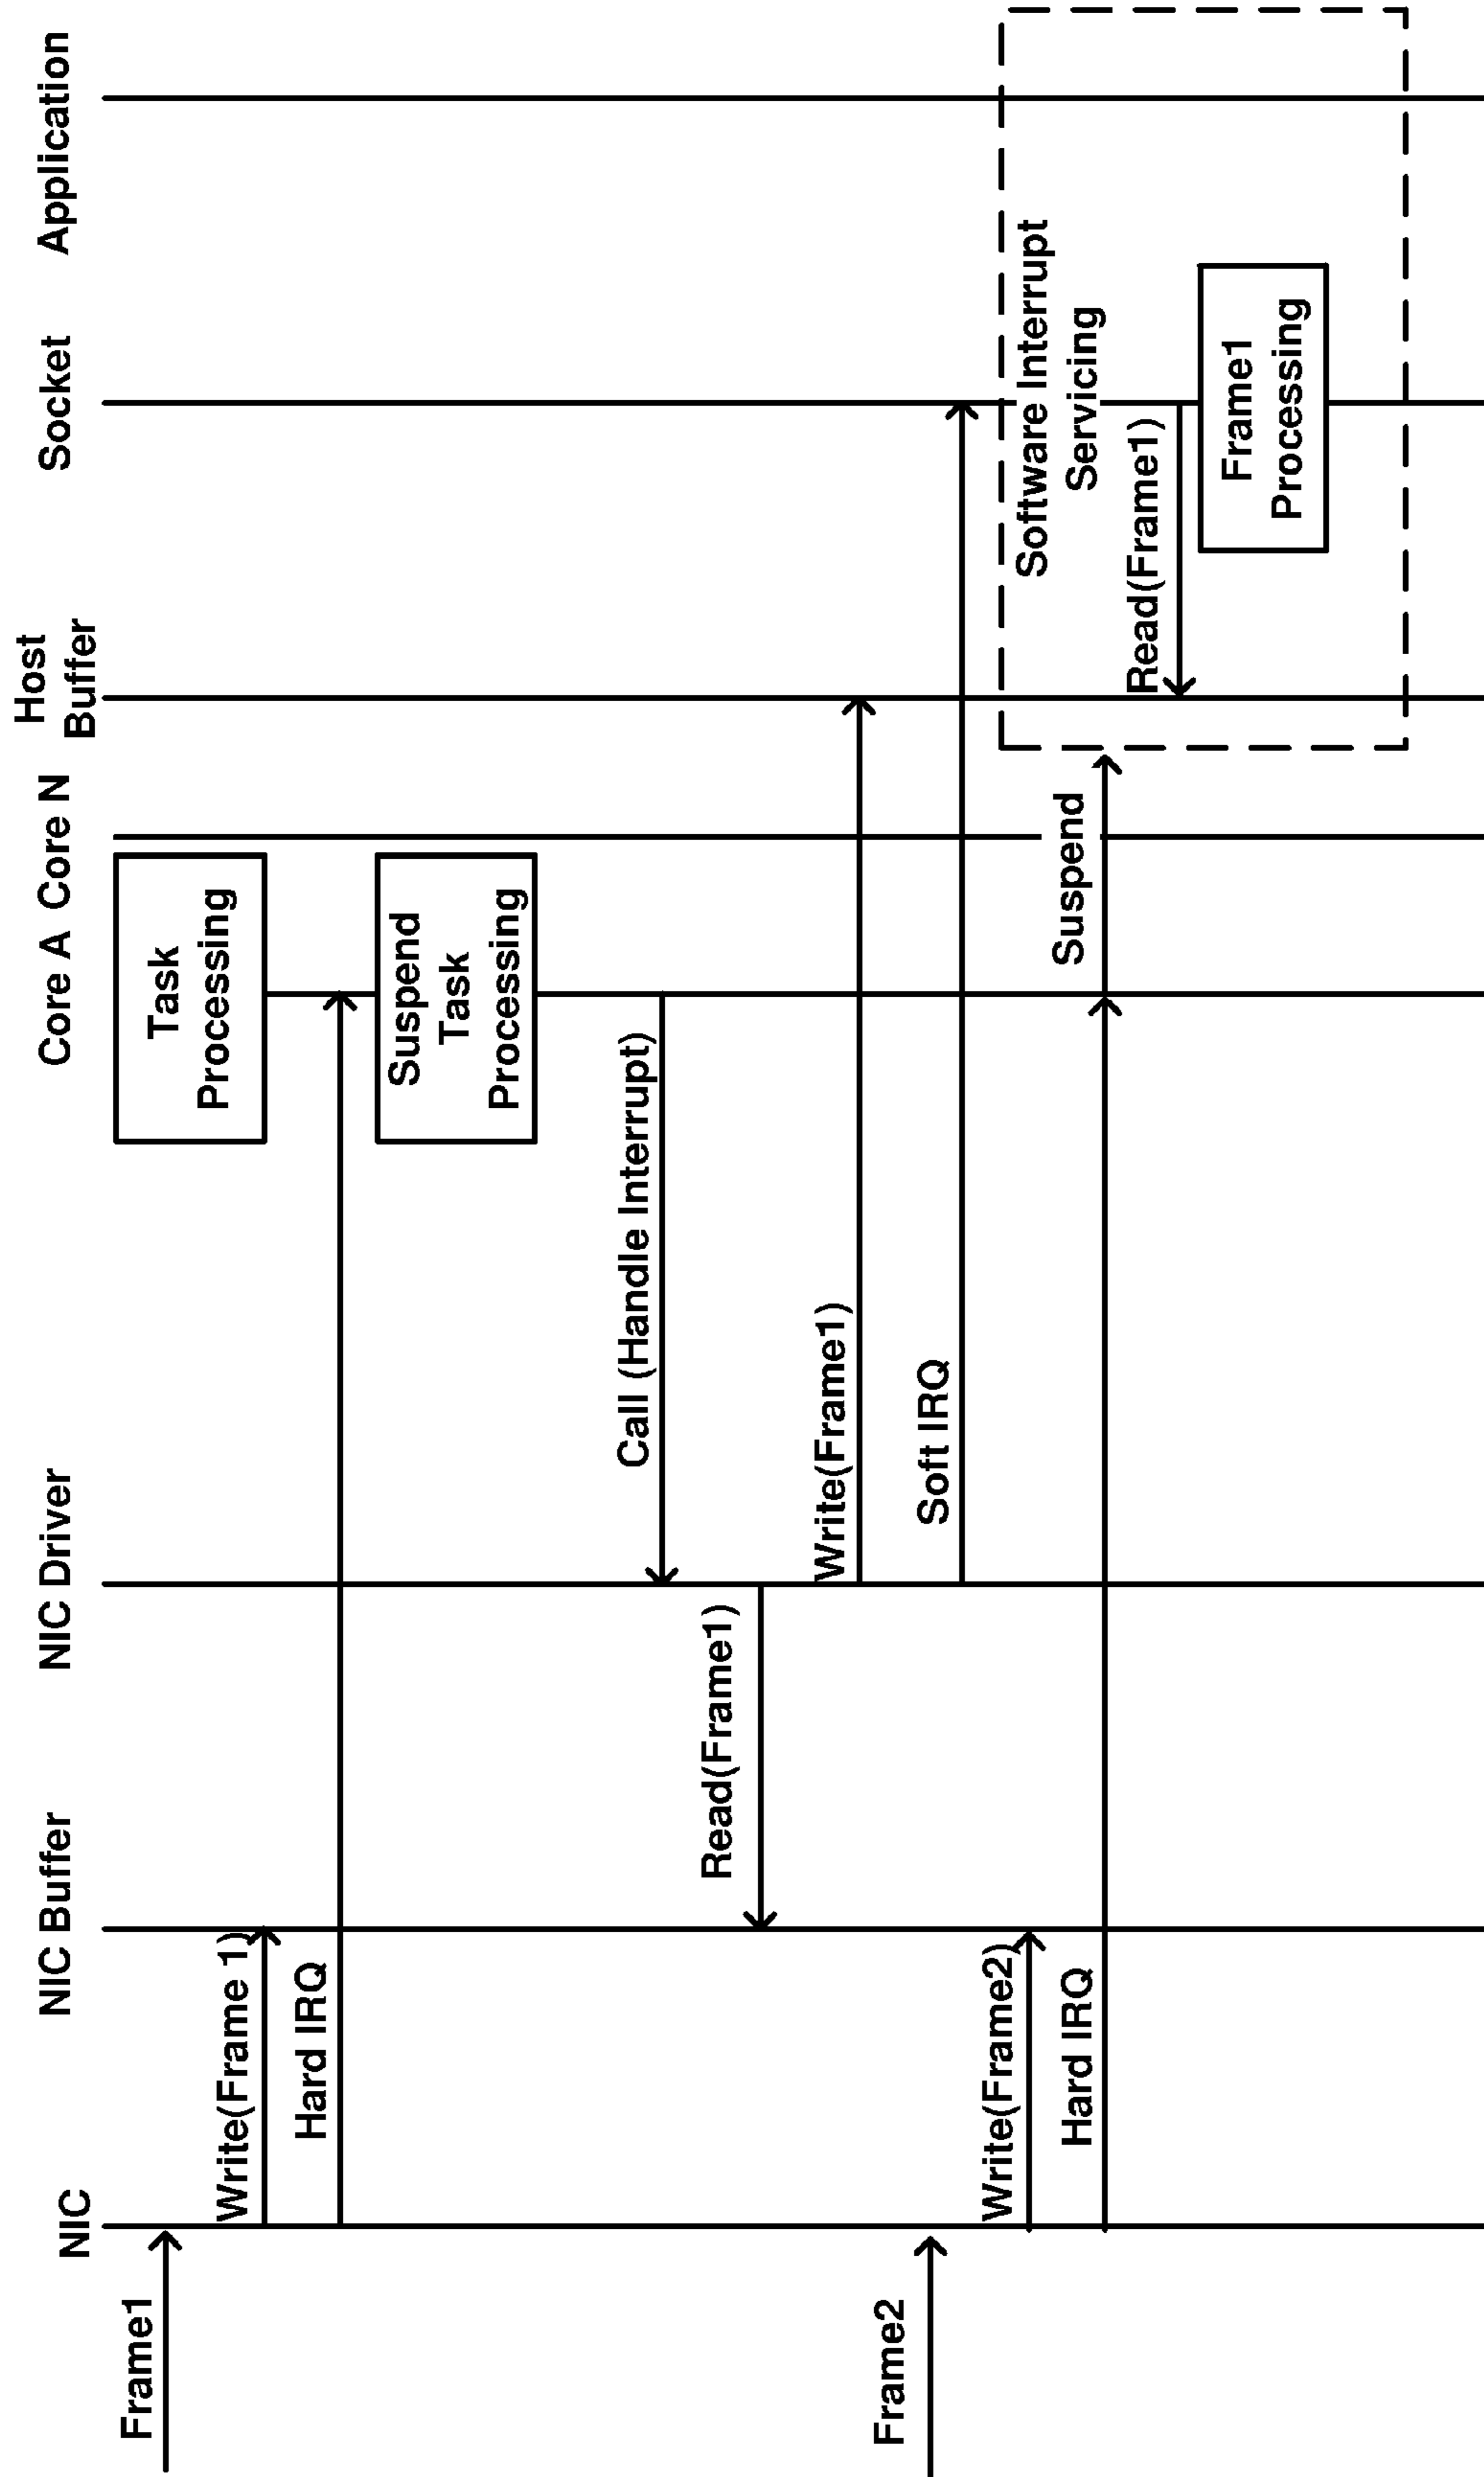 NIC
NIC Buffer
NIC Driver
Core A
Core N
Host
Buffer
Socket
Application
Frame1
Task
Processing
Write(Frame 1)
Hard IRQ
Suspend
Task
Processing
Call (Handle Interrupt)
Read(Frame1)
Write(Frame1)
Frame2
Soft IRQ
Write(Frame2)
Hard IRQ
Suspend
Software Interrupt
Servicing
Read(Frame1)
Frame1
Processing